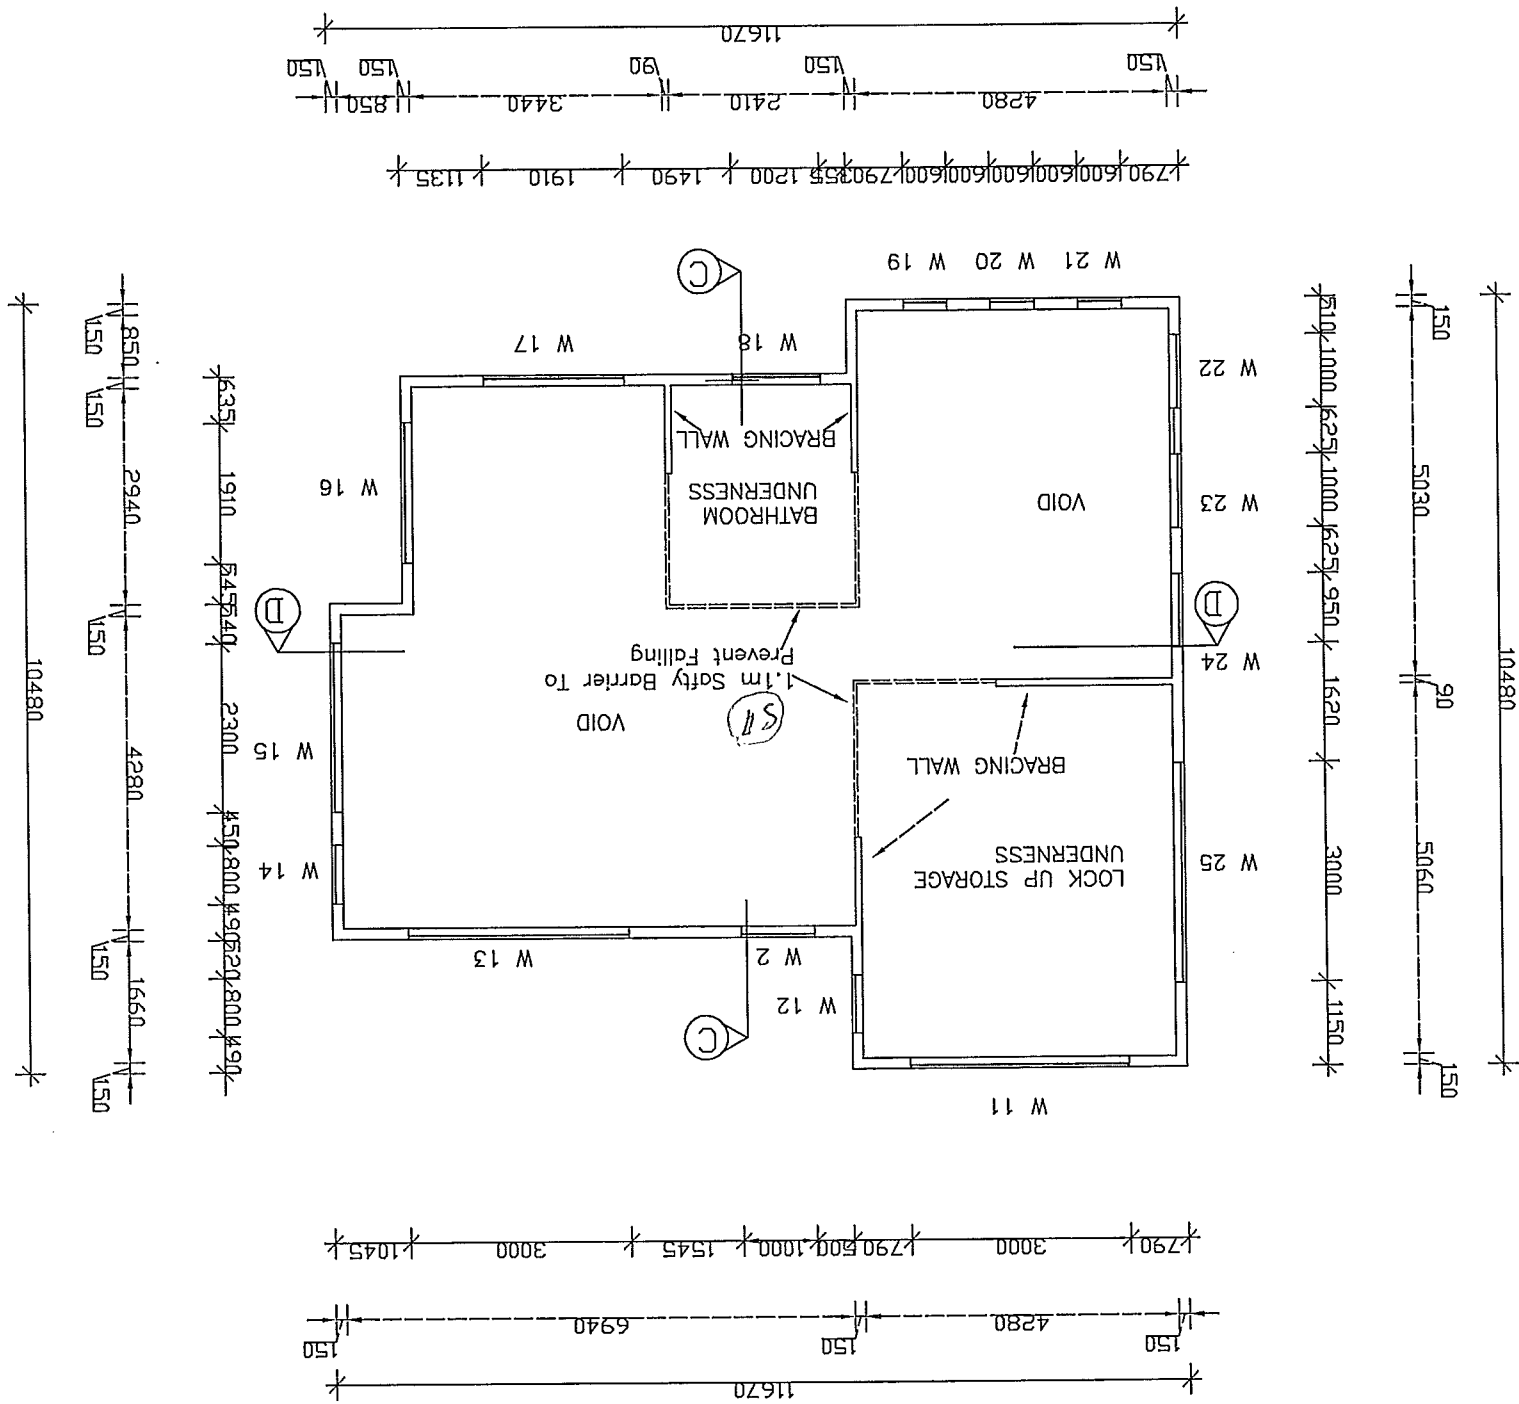 11670
150
150
150
4280
6940
790 3000 790 500 1000 1545 3000 1045
W 11
C
W 12
W 2
W 13
LOCK UP STORAGE
UNDERNESS
W 25
W 14
BRACING WALL
W 15
S1
VOID
1.1m Safty Barrier To
Prevent Falling
W 24
D
D
BATHROOM
UNDERNESS
VOID
W 23
W 16
BRACING WALL
W 22
W 18
W 17
C
W 21
W 20
W 19
10480
150
5060
90
5030
150
1150
3000
1620
950
625
1000
625
1000
510
490
800
520
490
800
450
2300
540
545
1910
635
150
1660
150
4280
150
2940
150
850
150
10480
790 600 600 600 600 600 790 355 1200 1490 1910 1135
4280 2410 3440 850
150 150 90 150 150
11670